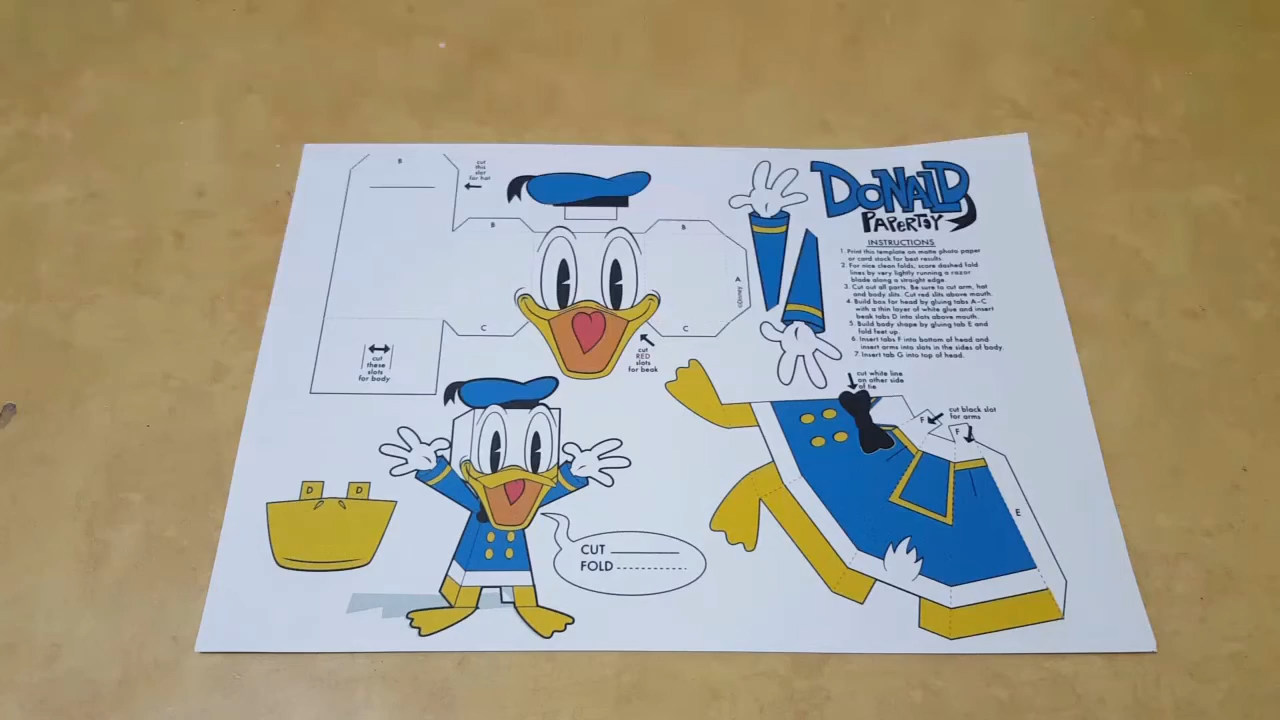 DONALD
PAPERTOY
INSTRUCTIONS
1. Print this template on matte photo paper
or card stock for best results.
2. For nice clean folds, score dashed fold
lines by very lightly running a razor
blade along a straight edge.
3. Cut out all parts. Be sure to cut arm, hat
and body slits. Cut red slits above mouth.
4. Build box for head by gluing tabs A-C
with a thin layer of white glue and insert
beak tabs D into slots above mouth.
5. Build body shape by gluing tab E and
fold feet up.
6. Insert tabs F into bottom of head and
insert arms into slots in the sides of body.
7. Insert tab G into top of head.
B
cut
this
slot
for hat
B
B
A
©Disney
C
C
cut
these
slots
for body
cut
RED
slots
for beak
cut white line
on other side
of tie
cut black slot
for arms
F
F
E
D
D
CUT
FOLD